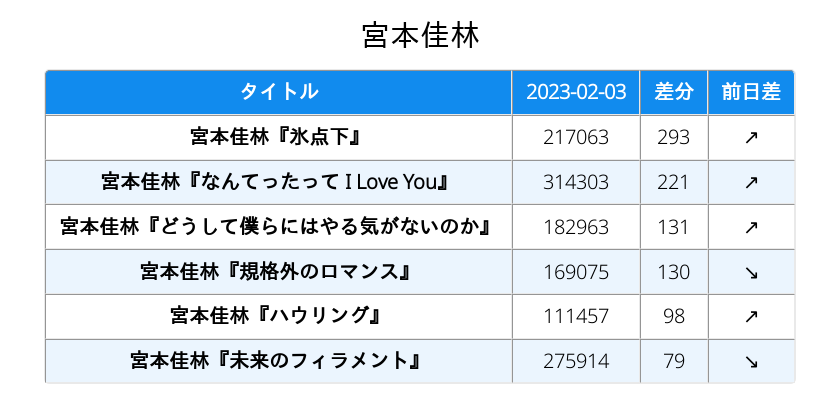 宮本佳林
タイトル 2023-02-03 差分 前日差
宮本佳林『氷点下』 217063 293 ↗
宮本佳林『なんてったって I Love You』 314303 221 ↗
宮本佳林『どうして僕らにはやる気がないのか』 182963 131 ↗
宮本佳林『規格外のロマンス』 169075 130 ↘
宮本佳林『ハウリング』 111457 98 ↗
宮本佳林『未来のフィラメント』 275914 79 ↘